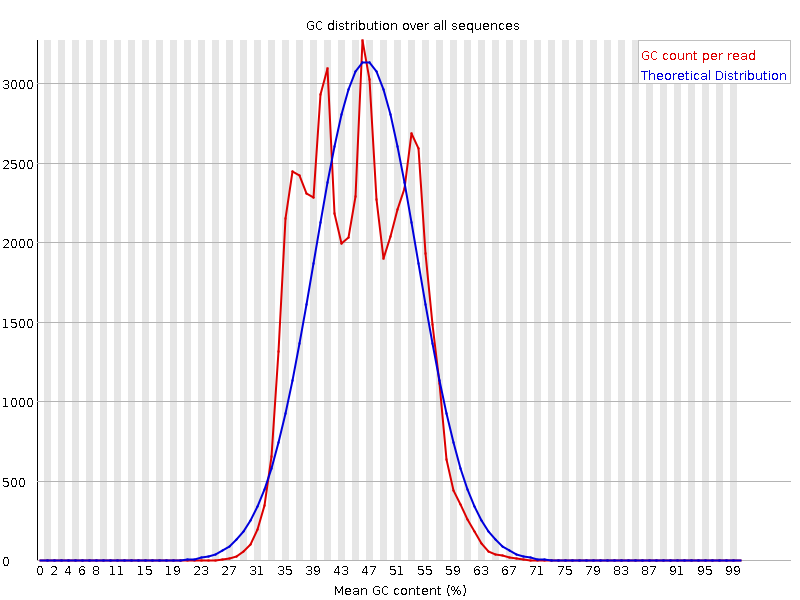 GC distribution over all sequences
GC count per read
Theoretical Distribution
3000
2500
2000
1500
1000
500
0
0 2 4 6 8 11 15 19 23 27 31 35 39 43 47 51 55 59 63 67 71 75 79 83 87 91 95 99
Mean GC content (%)